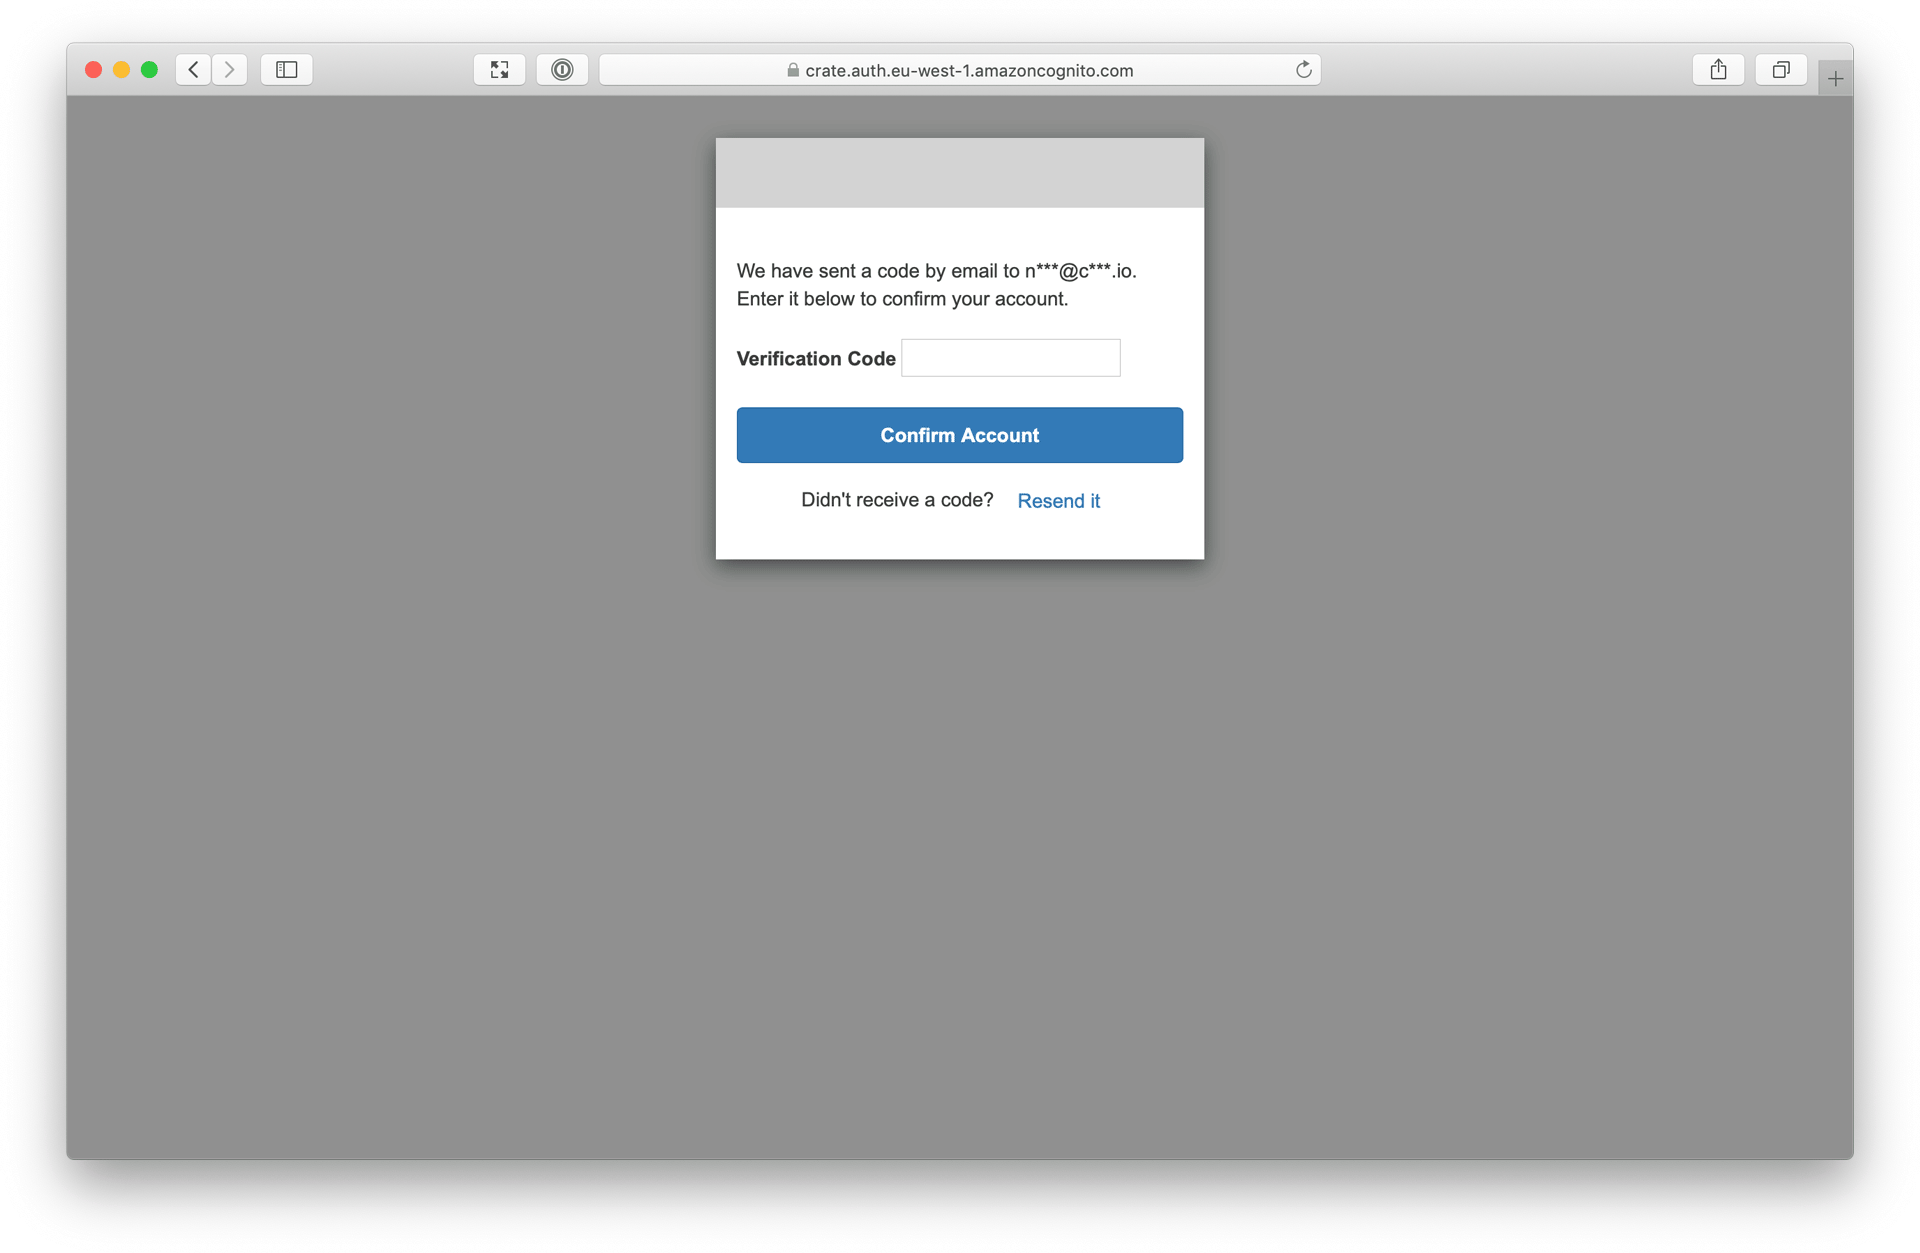 crate.auth.eu-west-1.amazoncognito.com
We have sent a code by email to n***@c***.io.
Enter it below to confirm your account.
Verification Code
Confirm Account
Didn't receive a code? Resend it